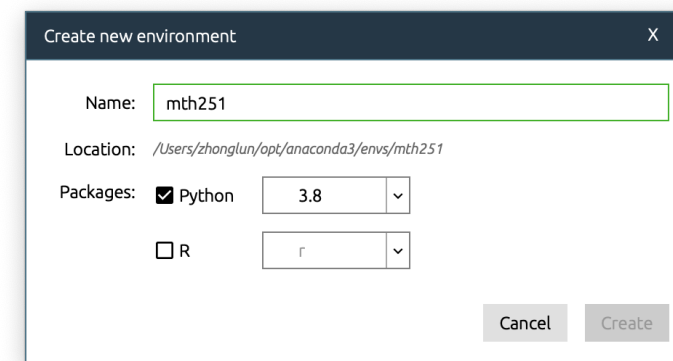 Create new environment X
Name: mth251
Location: /Users/zhonglun/opt/anaconda3/envs/mth251
Packages: Python 3.8
R r
Cancel Create